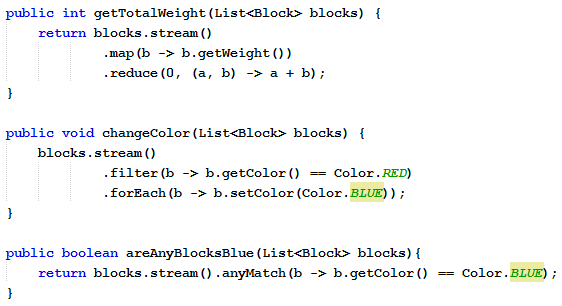 public int getTotalWeight(List<Block> blocks) {
    return blocks.stream()
            .map(b -> b.getWeight())
            .reduce(0, (a, b) -> a + b);
}

public void changeColor(List<Block> blocks) {
    blocks.stream()
            .filter(b -> b.getColor() == Color.RED)
            .forEach(b -> b.setColor(Color.BLUE));
}

public boolean areAnyBlocksBlue(List<Block> blocks){
    return blocks.stream().anyMatch(b -> b.getColor() == Color.BLUE);
}